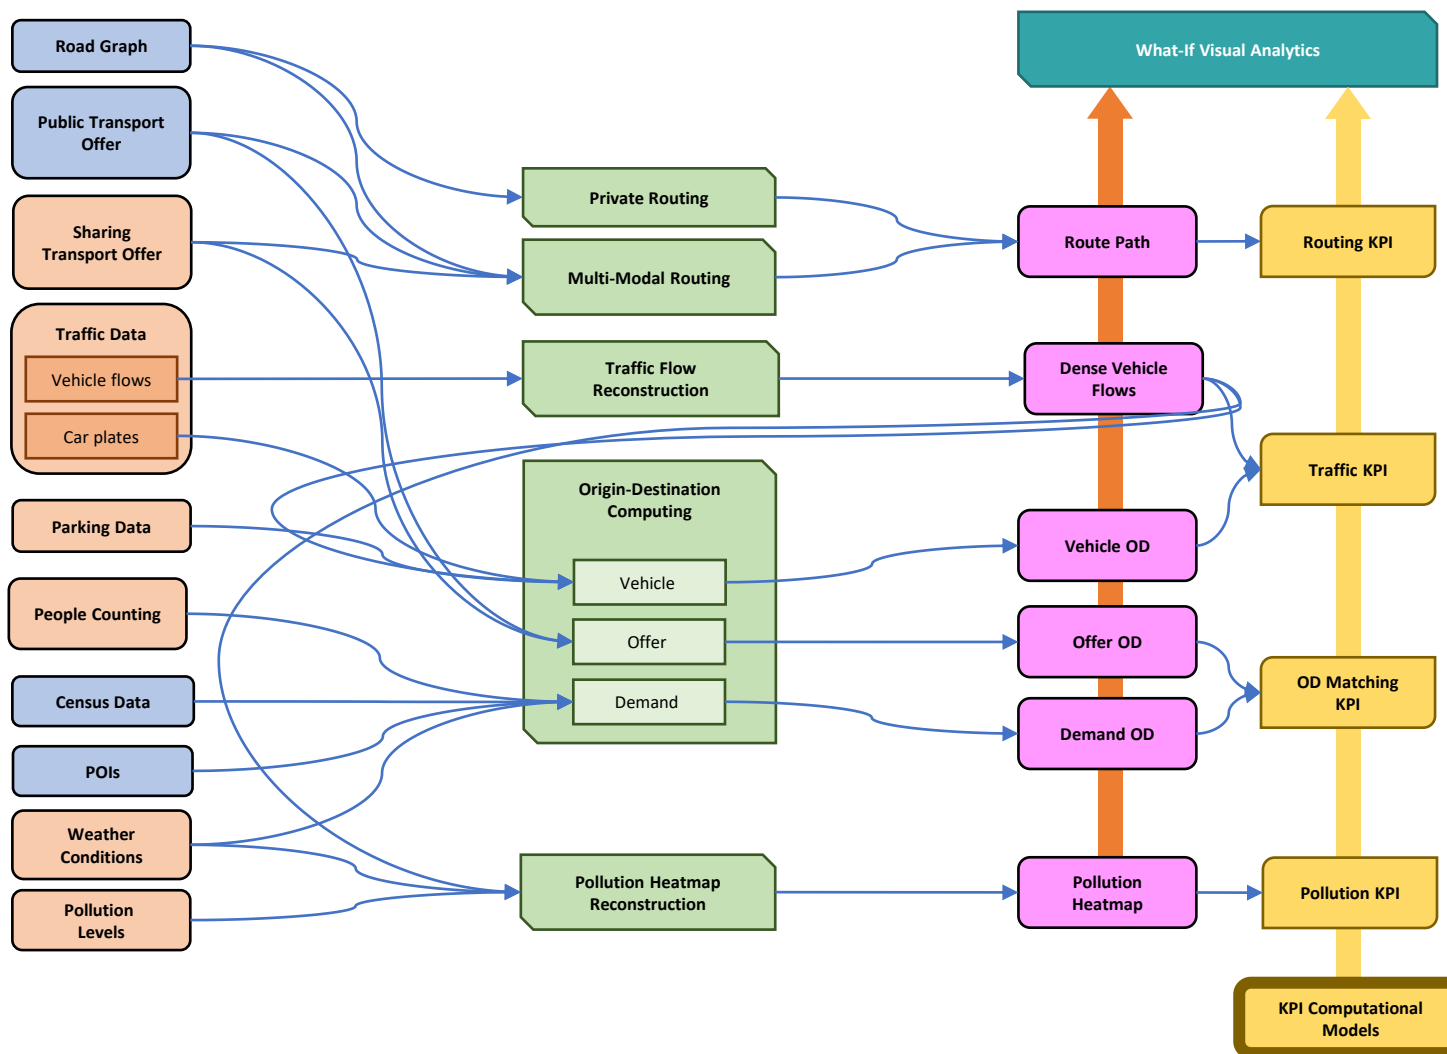 Road Graph
Public Transport
Offer
Sharing
Transport Offer
Traffic Data
Vehicle flows
Car plates
Parking Data
People Counting
Census Data
POIs
Weather
Conditions
Pollution
Levels
Private Routing
Multi-Modal Routing
Traffic Flow
Reconstruction
Origin-Destination
Computing
Vehicle
Offer
Demand
Pollution Heatmap
Reconstruction
What-If Visual Analytics
Route Path
Dense Vehicle
Flows
Vehicle OD
Offer OD
Demand OD
Pollution
Heatmap
Routing KPI
Traffic KPI
OD Matching
KPI
Pollution KPI
KPI Computational
Models